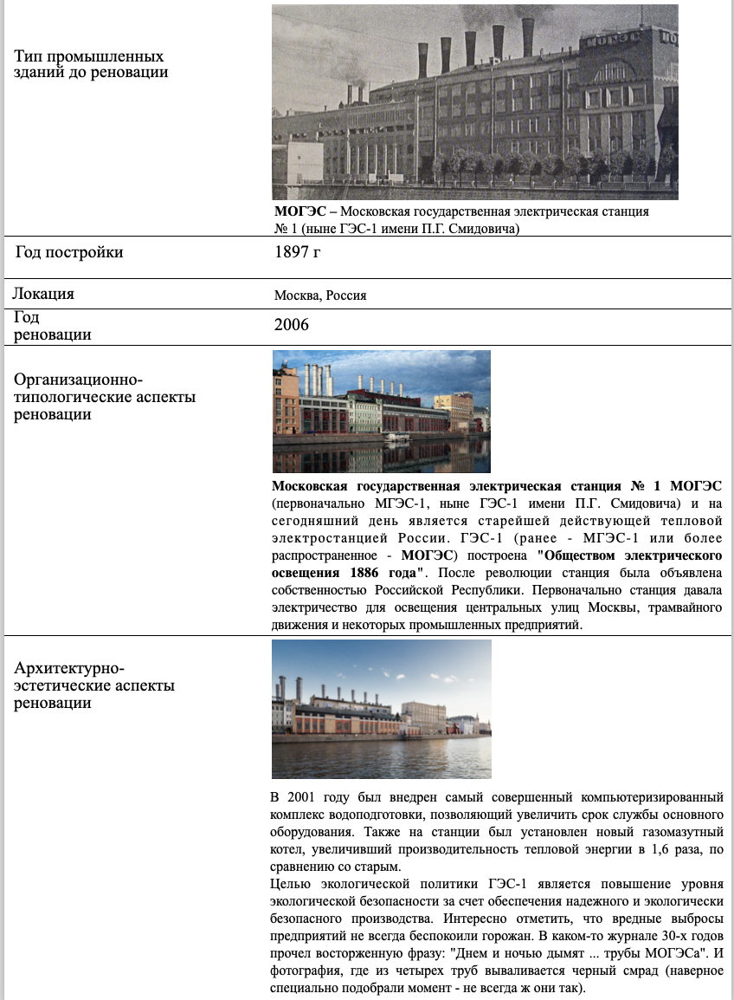 Тип промышленных
зданий до реновации
МОГЭС
МОГЭС – Московская государственная электрическая станция
№ 1 (ныне ГЭС-1 имени П.Г. Смидовича)
Год постройки
1897 г
Локация
Москва, Россия
Год
реновации
2006
Организационно-
типологические аспекты
реновации
Московская государственная электрическая станция № 1 МОГЭС
(первоначально МГЭС-1, ныне ГЭС-1 имени П.Г. Смидовича) и на
сегодняшний день является старейшей действующей тепловой
электростанцией России. ГЭС-1 (ранее - МГЭС-1 или более
распространенное - МОГЭС) построена "Обществом электрического
освещения 1886 года". После революции станция была объявлена
собственностью Российской Республики. Первоначально станция давала
электричество для освещения центральных улиц Москвы, трамвайного
движения и некоторых промышленных предприятий.
Архитектурно-
эстетические аспекты
реновации
В 2001 году был внедрен самый совершенный компьютеризированный
комплекс водоподготовки, позволяющий увеличить срок службы основного
оборудования. Также на станции был установлен новый газомазутный
котел, увеличивший производительность тепловой энергии в 1,6 раза, по
сравнению со старым.
Целью экологической политики ГЭС-1 является повышение уровня
экологической безопасности за счет обеспечения надежного и экологически
безопасного производства. Интересно отметить, что вредные выбросы
предприятий не всегда беспокоили горожан. В каком-то журнале 30-х годов
прочел восторженную фразу: "Днем и ночью дымят ... трубы МОГЭСа". И
фотография, где из четырех труб вываливается черный смрад (наверное
специально подобрали момент - не всегда ж они так).